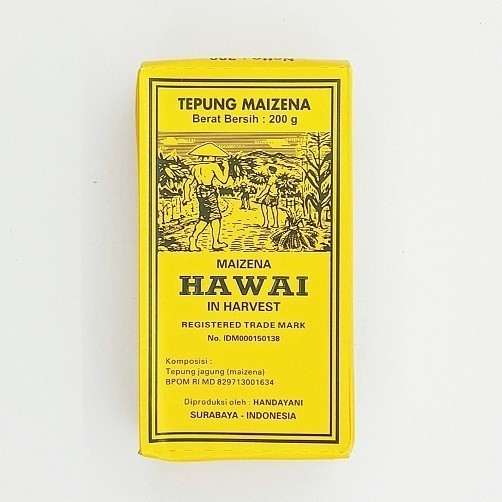 TEPUNG MAIZENA
Berat Bersih : 200 g
MAIZENA
HAWAI
IN HARVEST
REGISTERED TRADE MARK
No. IDM000150138
Komposisi :
Tepung jagung (maizena)
BPOM RI MD 829713001634
Diproduksi oleh : HANDAYANI
SURABAYA - INDONESIA